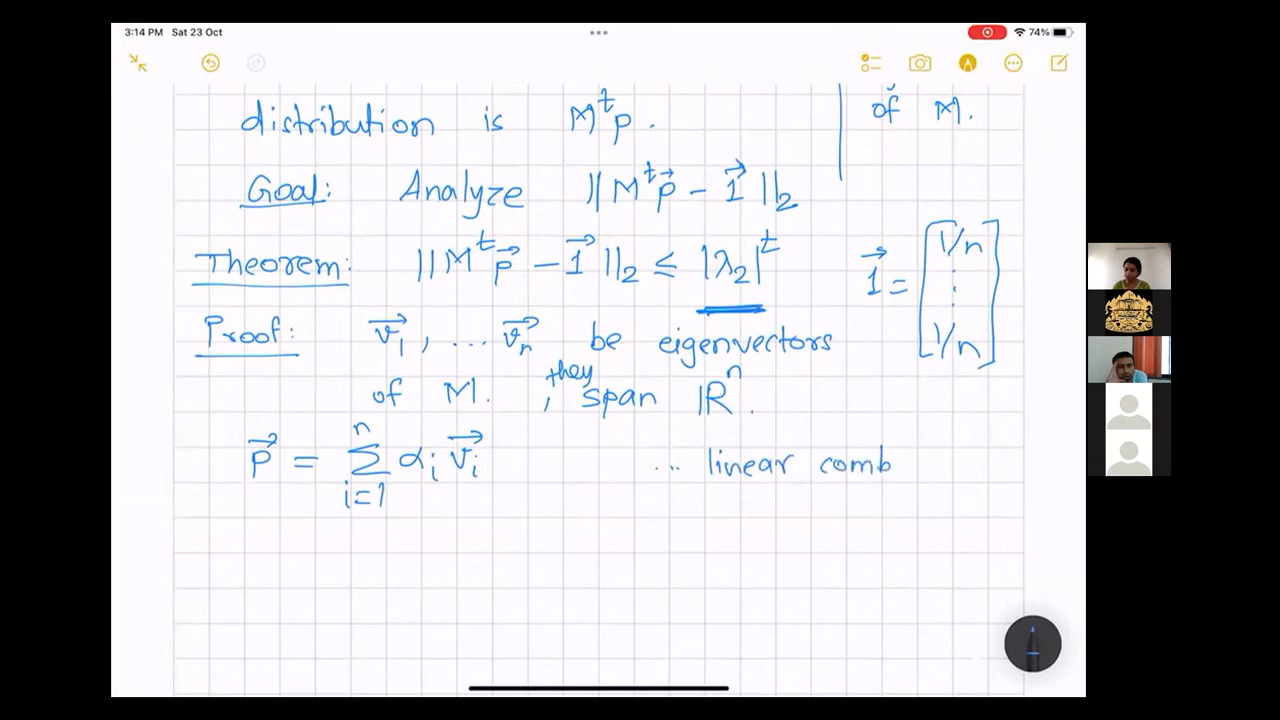 3:14 PM Sat 23 Oct
74%
distribution is M^t p.
of M.
Goal: Analyze || M^t p⃗ - 1⃗ ||₂
Theorem: || M^t p⃗ - 1⃗ ||₂ ≤ |λ₂|^t
1⃗ = [1/n ⋮ 1/n]
Proof: v⃗₁, ... v⃗ₙ be eigenvectors
of M. , they span ℝⁿ.
p⃗ = ∑_{i=1}^{n} αᵢ v⃗ᵢ ... linear comb